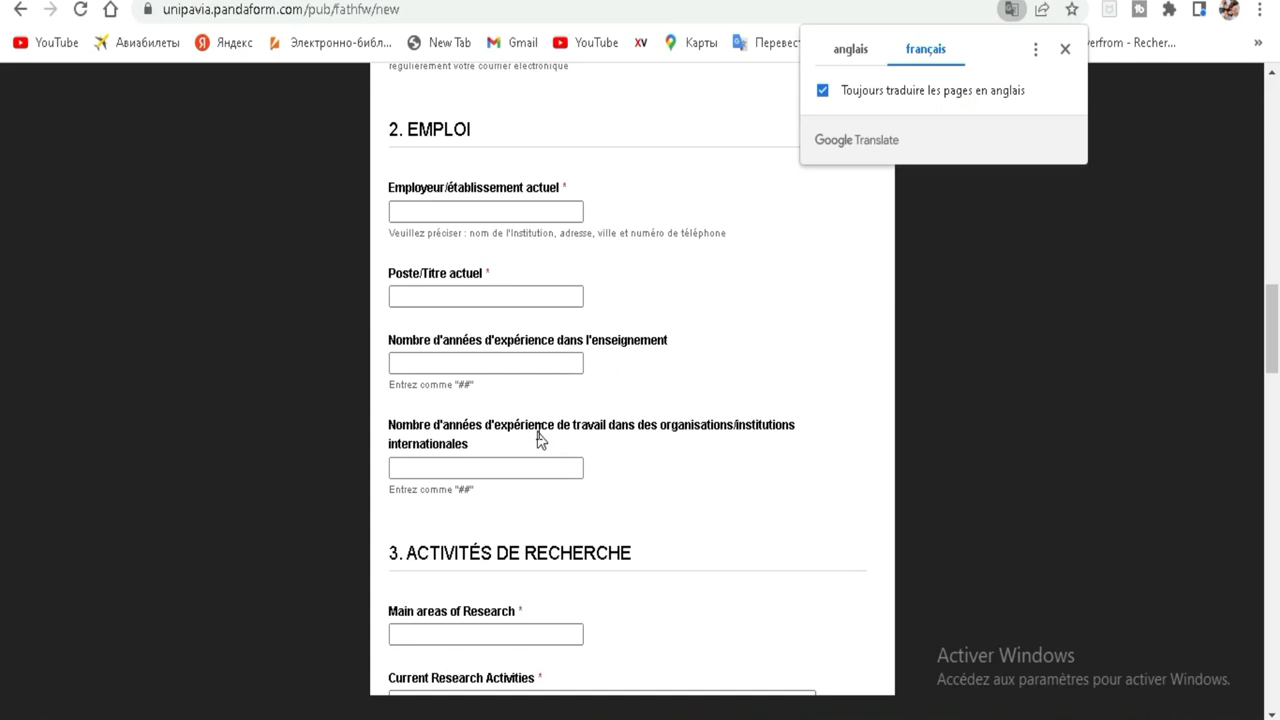 unipavia.pandaform.com/pub/fathfw/new
YouTube Авиабилеты Яндекс Электронно-библ... New Tab Gmail YouTube XV Карты Перевест verfrom - Recher... »
anglais français
Toujours traduire les pages en anglais
Google Translate
régulièrement votre courrier électronique
2. EMPLOI
Employeur/établissement actuel *
Veuillez préciser : nom de l'Institution, adresse, ville et numéro de téléphone
Poste/Titre actuel *
Nombre d'années d'expérience dans l'enseignement
Entrez comme "##"
Nombre d'années d'expérience de travail dans des organisations/institutions
internationales
Entrez comme "##"
3. ACTIVITÉS DE RECHERCHE
Main areas of Research *
Current Research Activities *
Activer Windows
Accédez aux paramètres pour activer Windows.